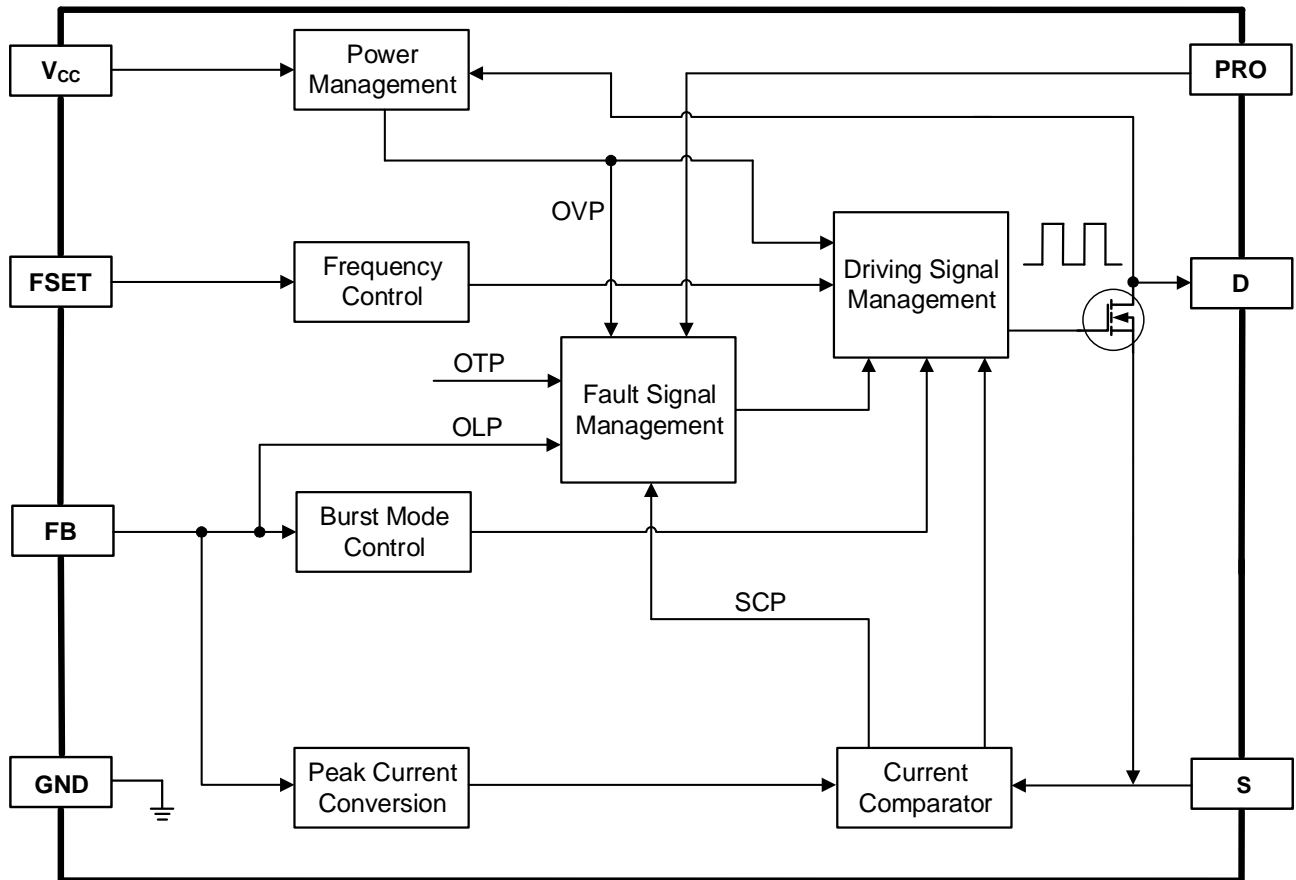 VCC
Power
Management
PRO
OVP
FSET
Frequency
Control
Driving Signal
Management
D
OTP
Fault Signal
Management
OLP
FB
Burst Mode
Control
SCP
GND
Peak Current
Conversion
Current
Comparator
S